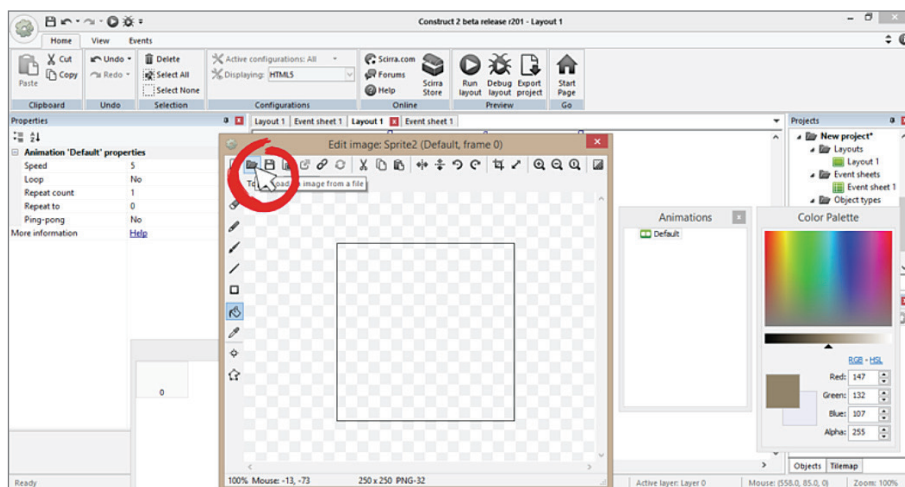 Construct 2 beta release r201 - Layout 1
Home View Events
Paste
Cut
Copy
Clipboard
Undo
Redo
Undo
Delete
Select All
Select None
Selection
Active configurations: All
Displaying: HTML5
Configurations
Scirra.com
Forums
Help
Scirra Store
Online
Run layout
Debug layout
Export project
Preview
Start Page
Go
Properties
Animation 'Default' properties
Speed 5
Loop No
Repeat count 1
Repeat to 0
Ping-pong No
More information Help
Layout 1 Event sheet 1 Layout 1 Event sheet 1
Edit image: Sprite2 (Default, frame 0)
image from a file
0
100% Mouse: -13, -73 250 x 250 PNG-32
Animations
Default
Projects
New project*
Layouts
Layout 1
Event sheets
Event sheet 1
Object types
Color Palette
RGB - HSL
Red: 147
Green: 132
Blue: 107
Alpha: 255
Objects Tilemap
Ready
Active layer: Layer 0 Mouse: (558.0, 85.0, 0) Zoom: 100%